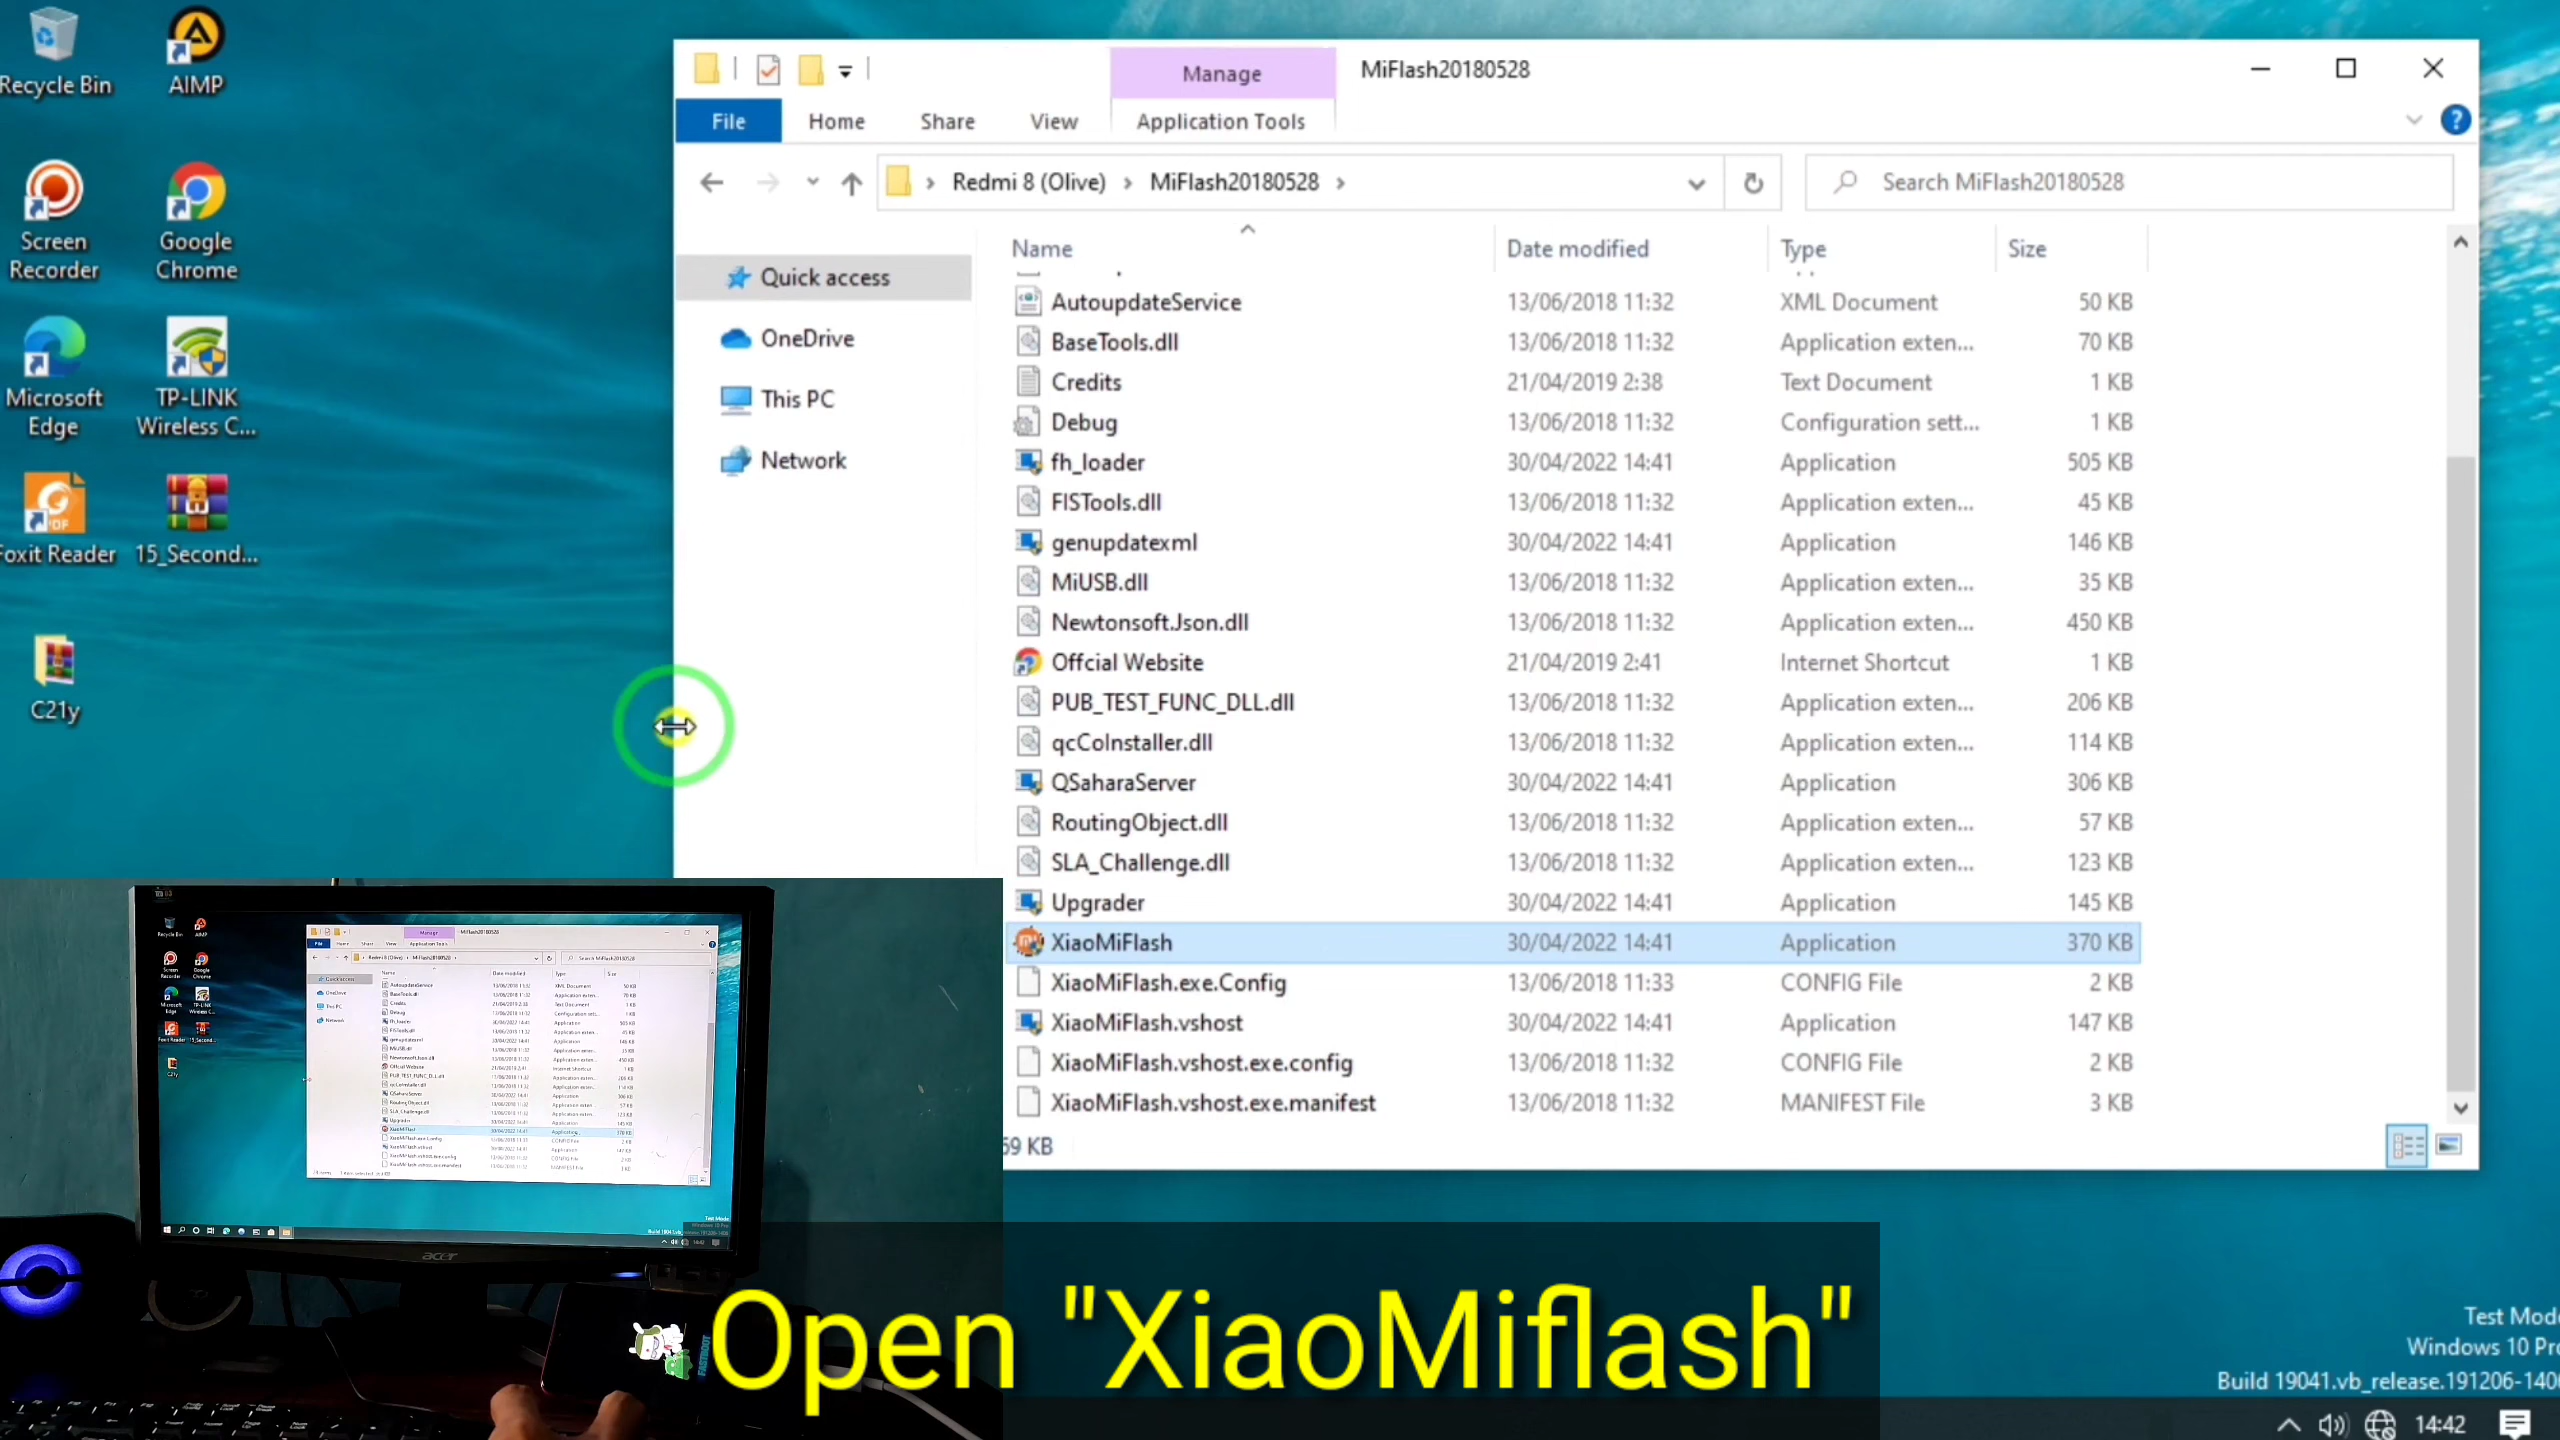 Recycle Bin
AIMP
Screen
Recorder
Google
Chrome
Microsoft
Edge
TP-LINK
Wireless C...
Foxit Reader
15_Second...
C21y
Manage
MiFlash20180528
File
Home
Share
View
Application Tools
Redmi 8 (Olive)
MiFlash20180528
Search MiFlash20180528
Quick access
OneDrive
This PC
Network
Name Date modified Type Size
AutoupdateService 13/06/2018 11:32 XML Document 50 KB
BaseTools.dll 13/06/2018 11:32 Application exten... 70 KB
Credits 21/04/2019 2:38 Text Document 1 KB
Debug 13/06/2018 11:32 Configuration sett... 1 KB
fh_loader 30/04/2022 14:41 Application 505 KB
FISTools.dll 13/06/2018 11:32 Application exten... 45 KB
genupdatexml 30/04/2022 14:41 Application 146 KB
MiUSB.dll 13/06/2018 11:32 Application exten... 35 KB
Newtonsoft.Json.dll 13/06/2018 11:32 Application exten... 450 KB
Offcial Website 21/04/2019 2:41 Internet Shortcut 1 KB
PUB_TEST_FUNC_DLL.dll 13/06/2018 11:32 Application exten... 206 KB
qcCoInstaller.dll 13/06/2018 11:32 Application exten... 114 KB
QSaharaServer 30/04/2022 14:41 Application 306 KB
RoutingObject.dll 13/06/2018 11:32 Application exten... 57 KB
SLA_Challenge.dll 13/06/2018 11:32 Application exten... 123 KB
Upgrader 30/04/2022 14:41 Application 145 KB
XiaoMiFlash 30/04/2022 14:41 Application 370 KB
XiaoMiFlash.exe.Config 13/06/2018 11:33 CONFIG File 2 KB
XiaoMiFlash.vshost 30/04/2022 14:41 Application 147 KB
XiaoMiFlash.vshost.exe.config 13/06/2018 11:32 CONFIG File 2 KB
XiaoMiFlash.vshost.exe.manifest 13/06/2018 11:32 MANIFEST File 3 KB
69 KB
acer
FASTBOOT
Open "XiaoMiflash"
Test Mode
Windows 10 Pro
Build 19041.vb_release.191206-1406
14:42